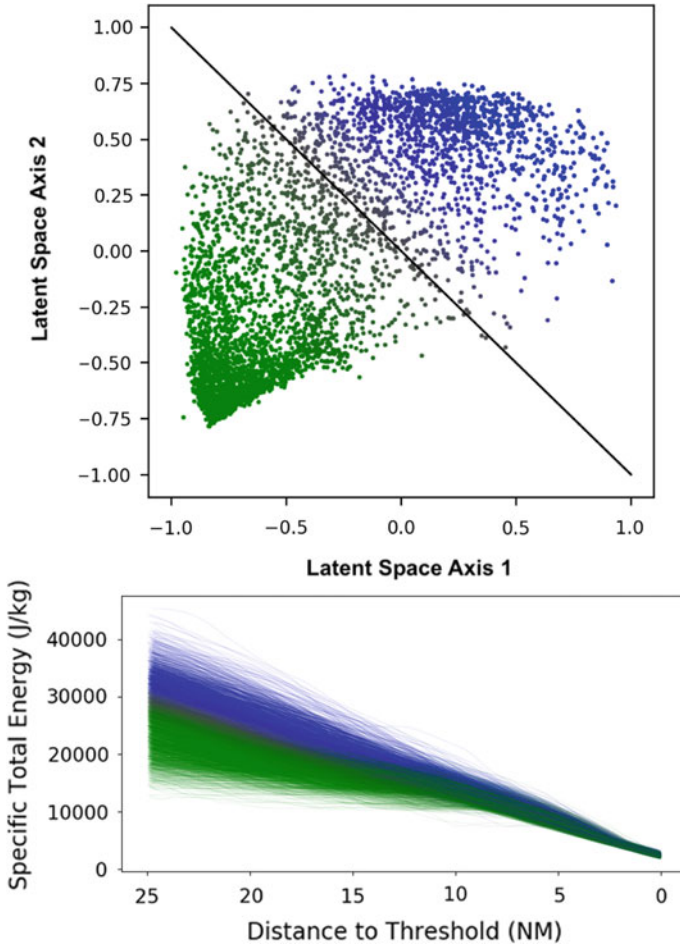 1.00
0.75
0.50
0.25
0.00
−0.25
−0.50
−0.75
−1.00
Latent Space Axis 2
−1.0 −0.5 0.0 0.5 1.0
Latent Space Axis 1
40000
30000
20000
10000
0
Specific Total Energy (J/kg)
25 20 15 10 5 0
Distance to Threshold (NM)